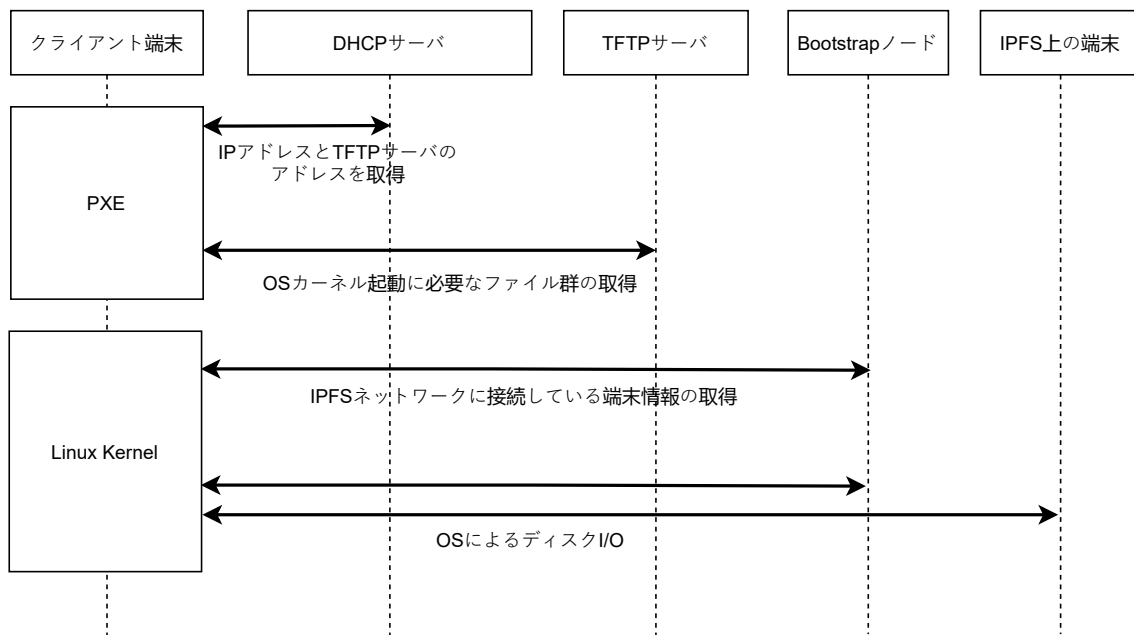 クライアント端末
DHCPサーバ
TFTPサーバ
Bootstrapノード
IPFS上の端末
PXE
IPアドレスとTFTPサーバの
アドレスを取得
OSカーネル起動に必要なファイル群の取得
Linux Kernel
IPFSネットワークに接続している端末情報の取得
OSによるディスクI/O